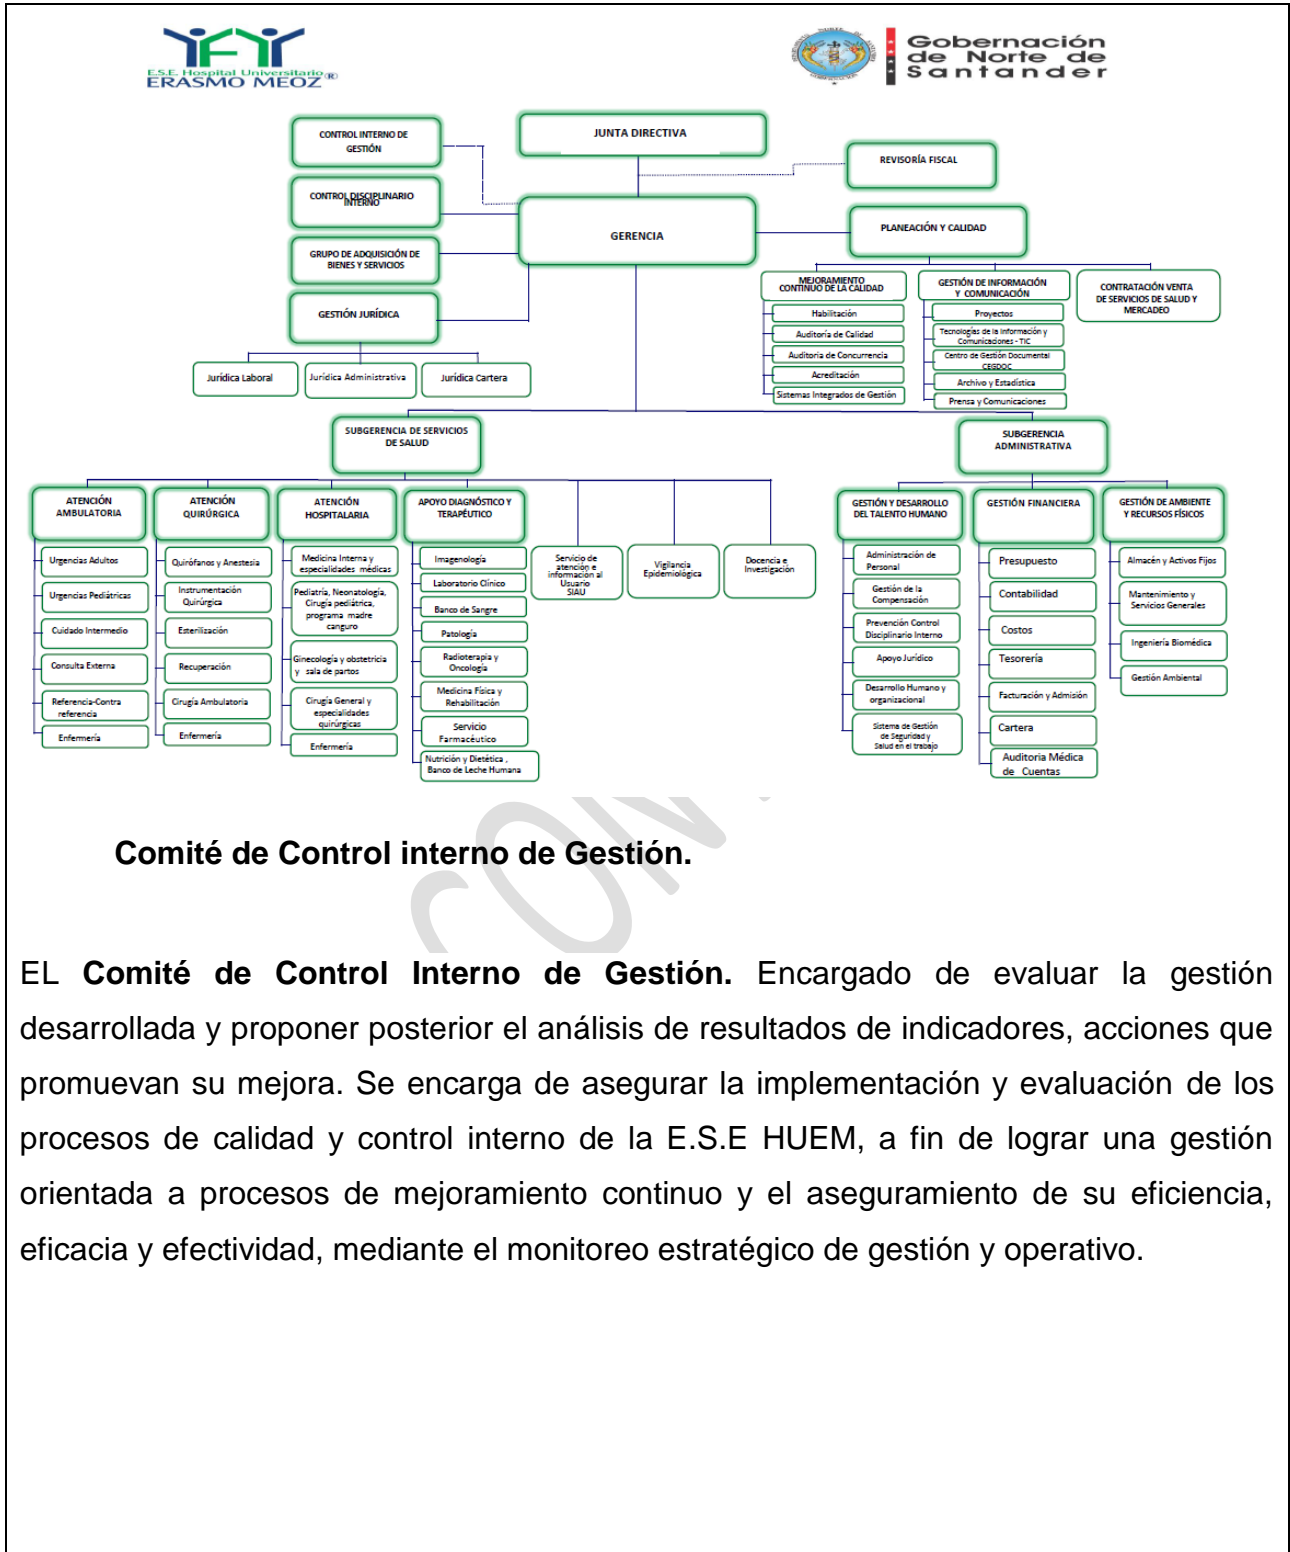 E.S.E. Hospital Universitario ®
ERASMO MEOZ
Gobernación
de Norte de
Santander
CONTROL INTERNO DE
GESTIÓN
JUNTA DIRECTIVA
REVISORÍA FISCAL
CONTROL DISCIPLINARIO
INTERNO
GERENCIA
PLANEACIÓN Y CALIDAD
GRUPO DE ADQUISICIÓN DE
BIENES Y SERVICIOS
GESTIÓN JURÍDICA
Jurídica Laboral
Jurídica Administrativa
Jurídica Cartera
MEJORAMIENTO
CONTINUO DE LA CALIDAD
Habilitación
Auditoría de Calidad
Auditoria de Concurrencia
Acreditación
Sistemas Integrados de Gestión
GESTIÓN DE INFORMACIÓN
Y COMUNICACIÓN
Proyectos
Tecnologías de la Información y
Comunicaciones - TIC
Centro de Gestión Documental
CEGDOC
Archivo y Estadística
Prensa y Comunicaciones
CONTRATACIÓN VENTA
DE SERVICIOS DE SALUD Y
MERCADEO
SUBGERENCIA DE SERVICIOS
DE SALUD
SUBGERENCIA
ADMINISTRATIVA
ATENCIÓN
AMBULATORIA
Urgencias Adultos
Urgencias Pediátricas
Cuidado Intermedio
Consulta Externa
Referencia-Contra
referencia
Enfermería
ATENCIÓN
QUIRÚRGICA
Quirófanos y Anestesia
Instrumentación
Quirúrgica
Esterilización
Recuperación
Cirugía Ambulatoria
Enfermería
ATENCIÓN
HOSPITALARIA
Medicina Interna y
especialidades médicas
Pediatría, Neonatología,
Cirugía pediátrica,
programa madre
canguro
Ginecología y obstetricia
y sala de partos
Cirugía General y
especialidades
quirúrgicas
Enfermería
APOYO DIAGNÓSTICO Y
TERAPÉUTICO
Imagenología
Laboratorio Clínico
Banco de Sangre
Patología
Radioterapia y
Oncología
Medicina Física y
Rehabilitación
Servicio
Farmacéutico
Nutrición y Dietética ,
Banco de Leche Humana
Servicio de
atención e
información al
Usuario
SIAU
Vigilancia
Epidemiológica
Docencia e
Investigación
GESTIÓN Y DESARROLLO
DEL TALENTO HUMANO
Administración de
Personal
Gestión de la
Compensación
Prevención Control
Disciplinario Interno
Apoyo Jurídico
Desarrollo Humano y
organizacional
Sistema de Gestión
de Seguridad y
Salud en el trabajo
GESTIÓN FINANCIERA
Presupuesto
Contabilidad
Costos
Tesorería
Facturación y Admisión
Cartera
Auditoria Médica
de Cuentas
GESTIÓN DE AMBIENTE
Y RECURSOS FÍSICOS
Almacén y Activos Fijos
Mantenimiento y
Servicios Generales
Ingeniería Biomédica
Gestión Ambiental
Comité de Control interno de Gestión.
EL Comité de Control Interno de Gestión. Encargado de evaluar la gestión
desarrollada y proponer posterior el análisis de resultados de indicadores, acciones que
promuevan su mejora. Se encarga de asegurar la implementación y evaluación de los
procesos de calidad y control interno de la E.S.E HUEM, a fin de lograr una gestión
orientada a procesos de mejoramiento continuo y el aseguramiento de su eficiencia,
eficacia y efectividad, mediante el monitoreo estratégico de gestión y operativo.